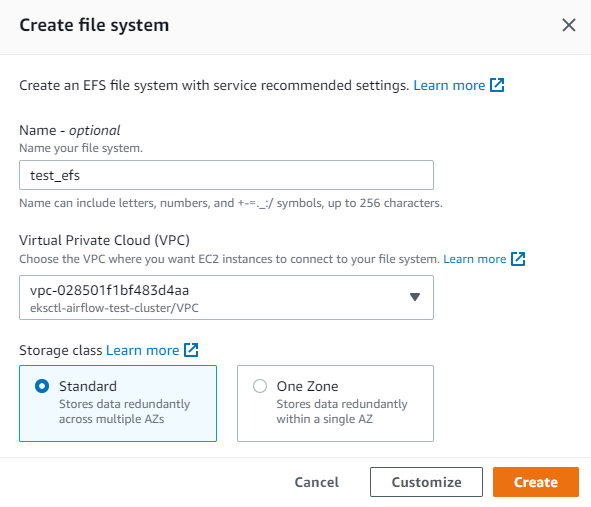 Create file system
Create an EFS file system with service recommended settings. Learn more
Name - optional
Name your file system.
test_efs
Name can include letters, numbers, and +-=._:/ symbols, up to 256 characters.
Virtual Private Cloud (VPC)
Choose the VPC where you want EC2 instances to connect to your file system. Learn more
vpc-028501f1bf483d4aa
eksctl-airflow-test-cluster/VPC
Storage class Learn more
Standard
Stores data redundantly
across multiple AZs
One Zone
Stores data redundantly
within a single AZ
Cancel Customize Create